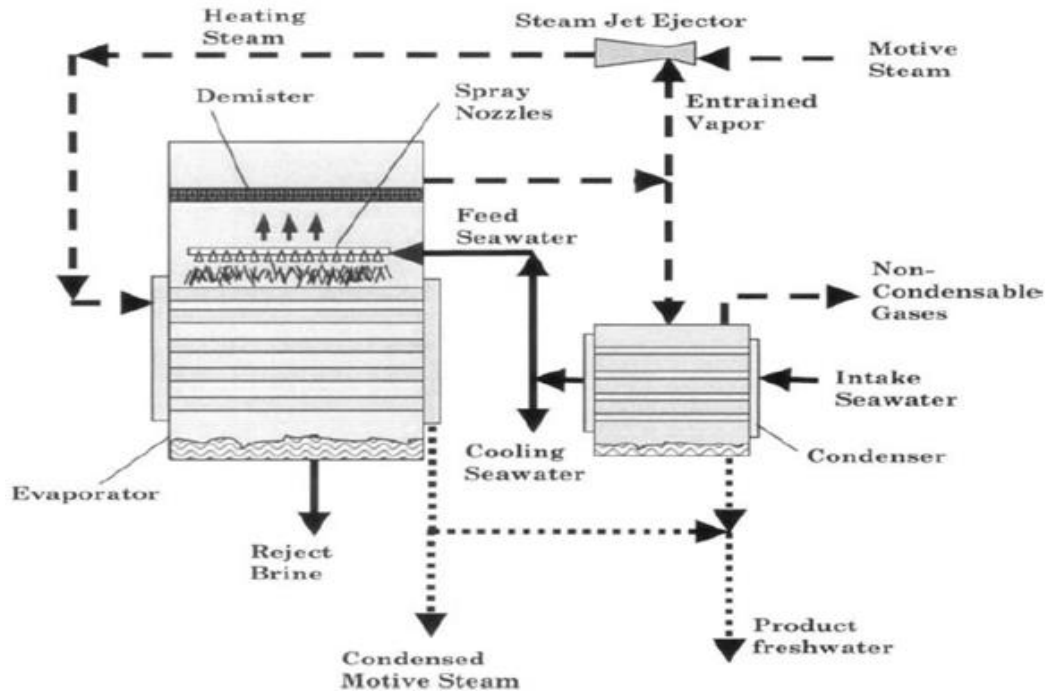 Heating
Steam
Steam Jet Ejector
Motive
Steam
Demister
Spray
Nozzles
Entrained
Vapor
Feed
Seawater
Non-
Condensable
Gases
Intake
Seawater
Cooling
Seawater
Condenser
Evaporator
Reject
Brine
Condensed
Motive Steam
Product
freshwater